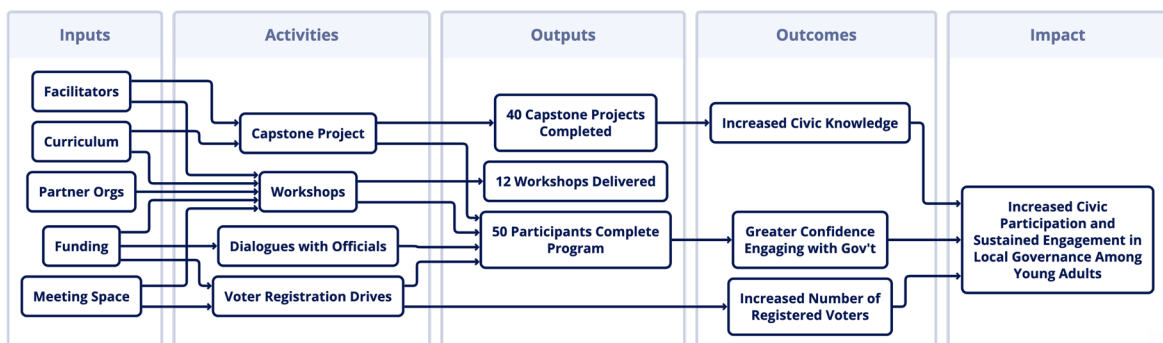 Inputs
Activities
Outputs
Outcomes
Impact
Facilitators
Curriculum
Partner Orgs
Funding
Meeting Space
Capstone Project
Workshops
Dialogues with Officials
Voter Registration Drives
40 Capstone Projects
Completed
12 Workshops Delivered
50 Participants Complete
Program
Increased Civic Knowledge
Greater Confidence
Engaging with Gov't
Increased Number of
Registered Voters
Increased Civic
Participation and
Sustained Engagement in
Local Governance Among
Young Adults